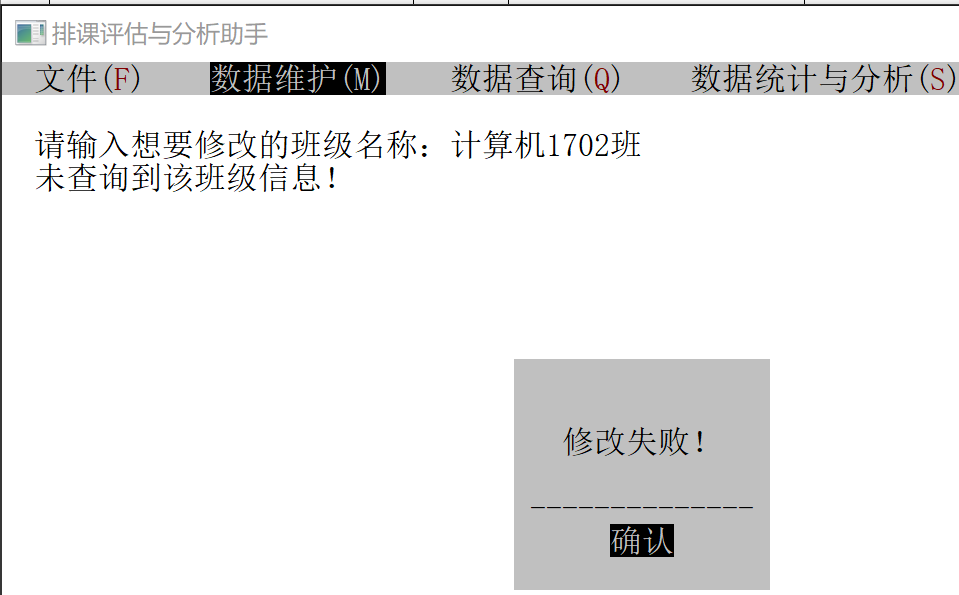 排课评估与分析助手
文件(F) 数据维护(M) 数据查询(Q) 数据统计与分析(S)
请输入想要修改的班级名称：计算机1702班
未查询到该班级信息！
修改失败！
--------------
确认